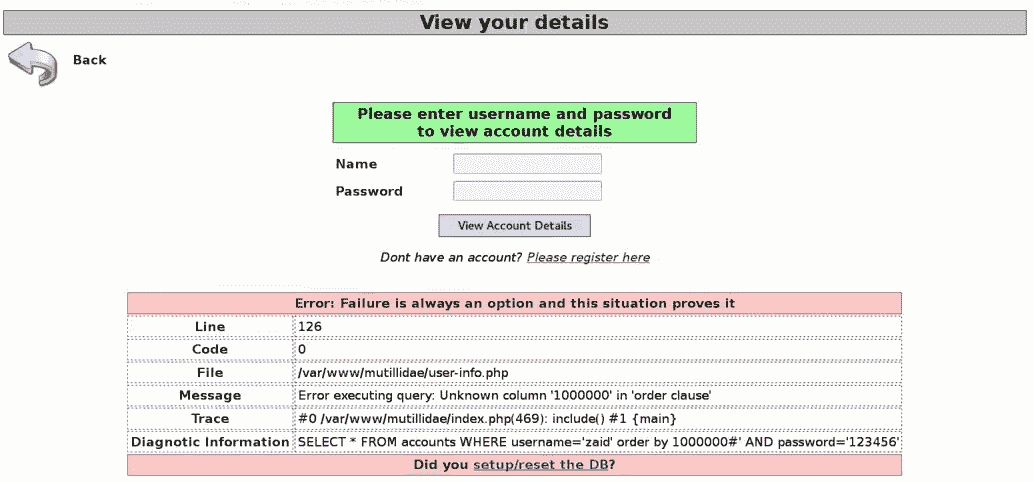 View your details
Back
Please enter username and password
to view account details
Name
Password
View Account Details
Dont have an account? Please register here
Error: Failure is always an option and this situation proves it
Line 126
Code 0
File /var/www/mutillidae/user-info.php
Message Error executing query: Unknown column '1000000' in 'order clause'
Trace #0 /var/www/mutillidae/index.php(469): include() #1 {main}
Diagnostic Information SELECT * FROM accounts WHERE username='zaid' order by 1000000#' AND password='123456'
Did you setup/reset the DB?